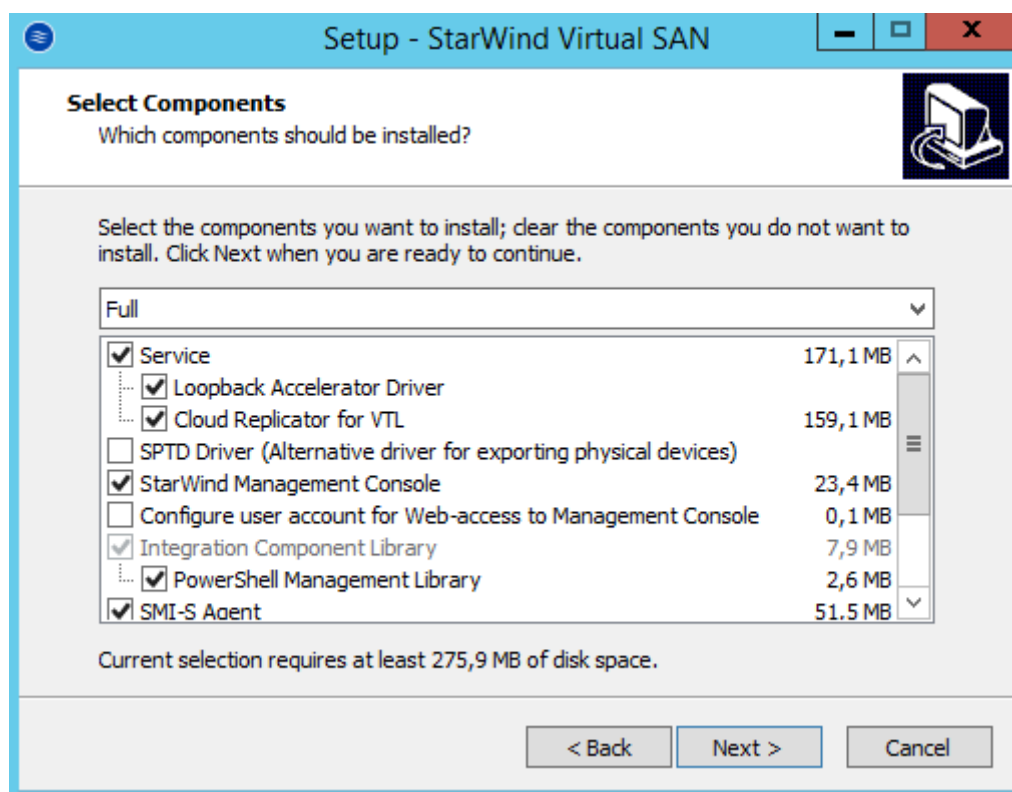 Setup - StarWind Virtual SAN
Select Components
Which components should be installed?
Select the components you want to install; clear the components you do not want to
install. Click Next when you are ready to continue.
Full
Service 171,1 MB
Loopback Accelerator Driver
Cloud Replicator for VTL 159,1 MB
SPTD Driver (Alternative driver for exporting physical devices)
StarWind Management Console 23,4 MB
Configure user account for Web-access to Management Console 0,1 MB
Integration Component Library 7,9 MB
PowerShell Management Library 2,6 MB
SMI-S Agent 51,5 MB
Current selection requires at least 275,9 MB of disk space.
< Back Next > Cancel